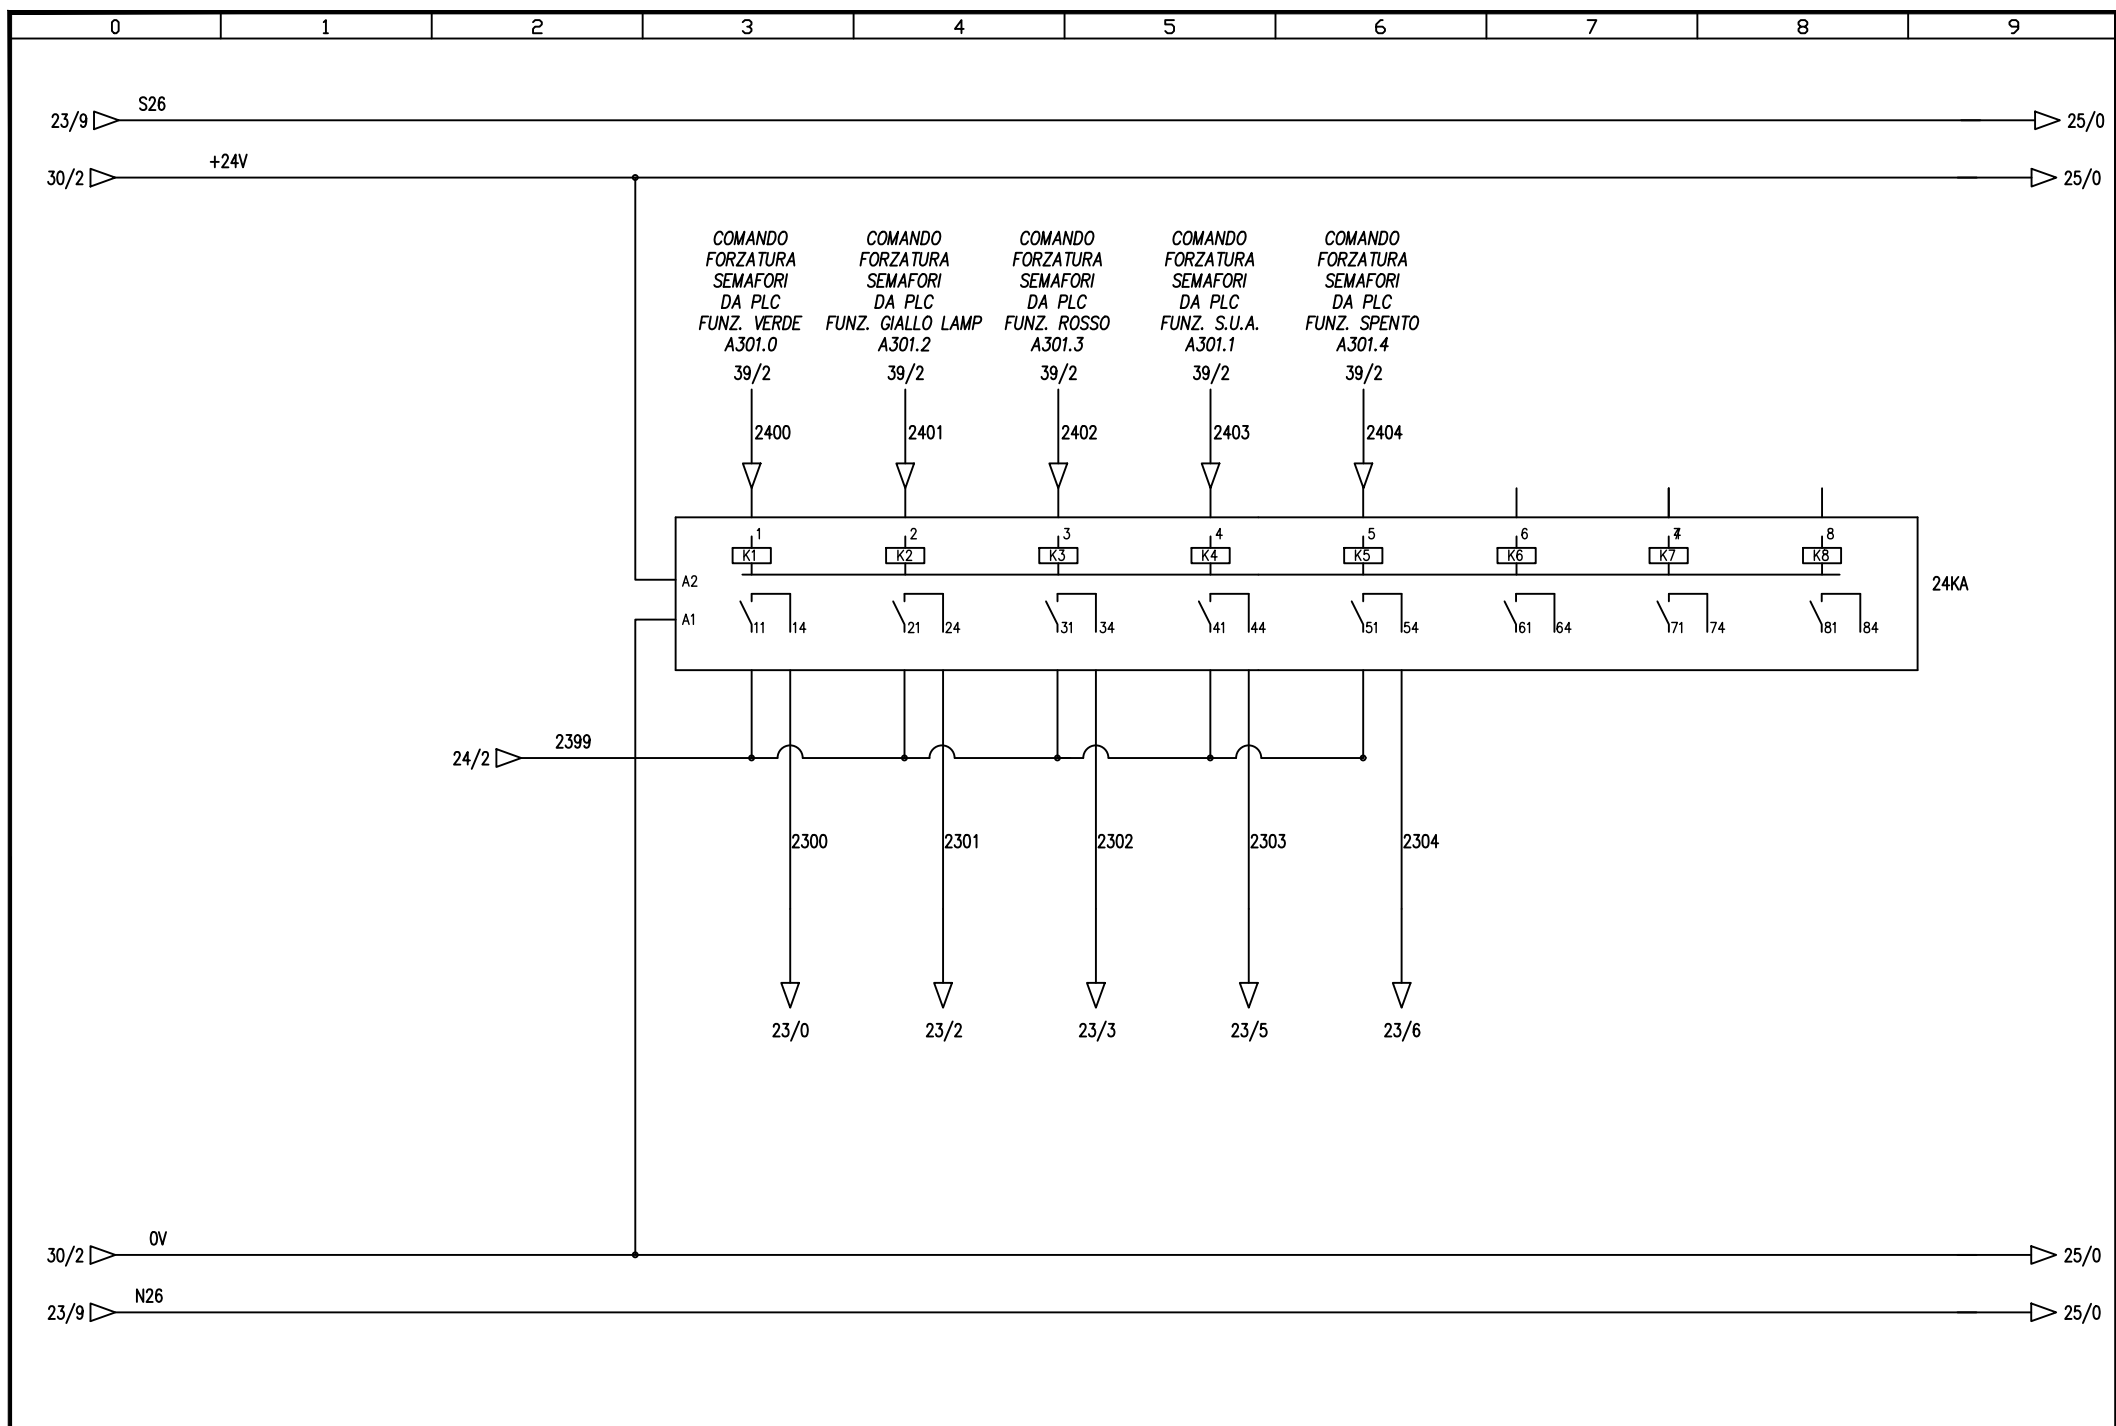 0 1 2 3 4 5 6 7 8 9
S26
23/9 25/0
+24V
30/2 25/0
COMANDO
FORZATURA
SEMAFORI
DA PLC
FUNZ. VERDE
A301.0
39/2
2400
COMANDO
FORZATURA
SEMAFORI
DA PLC
FUNZ. GIALLO LAMP
A301.2
39/2
2401
COMANDO
FORZATURA
SEMAFORI
DA PLC
FUNZ. ROSSO
A301.3
39/2
2402
COMANDO
FORZATURA
SEMAFORI
DA PLC
FUNZ. S.U.A.
A301.1
39/2
2403
COMANDO
FORZATURA
SEMAFORI
DA PLC
FUNZ. SPENTO
A301.4
39/2
2404
1 2 3 4 5 6 7 8
K1 K2 K3 K4 K5 K6 K7 K8
A2 24KA
A1 11 14 21 24 31 34 41 44 51 54 61 64 71 74 81 84
2399
24/2
2300 2301 2302 2303 2304
23/0 23/2 23/3 23/5 23/6
0V
30/2 25/0
N26
23/9 25/0